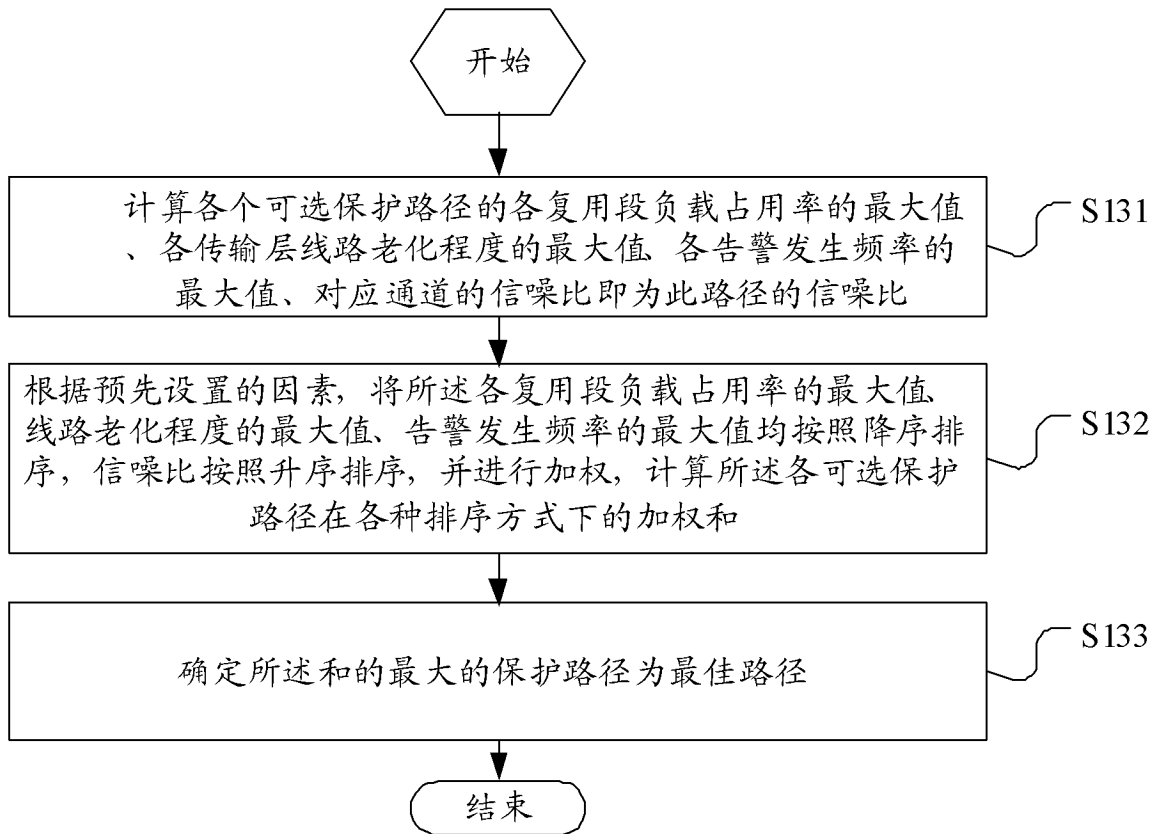 开始
计算各个可选保护路径的各复用段负载占用率的最大值
、各传输层线路老化程度的最大值、各告警发生频率的
最大值、对应通道的信噪比即为此路径的信噪比
S131
根据预先设置的因素,将所述各复用段负载占用率的最大值、
线路老化程度的最大值、告警发生频率的最大值均按照降序排
序,信噪比按照升序排序,并进行加权,计算所述各可选保护
路径在各种排序方式下的加权和
S132
确定所述和的最大的保护路径为最佳路径
S133
结束